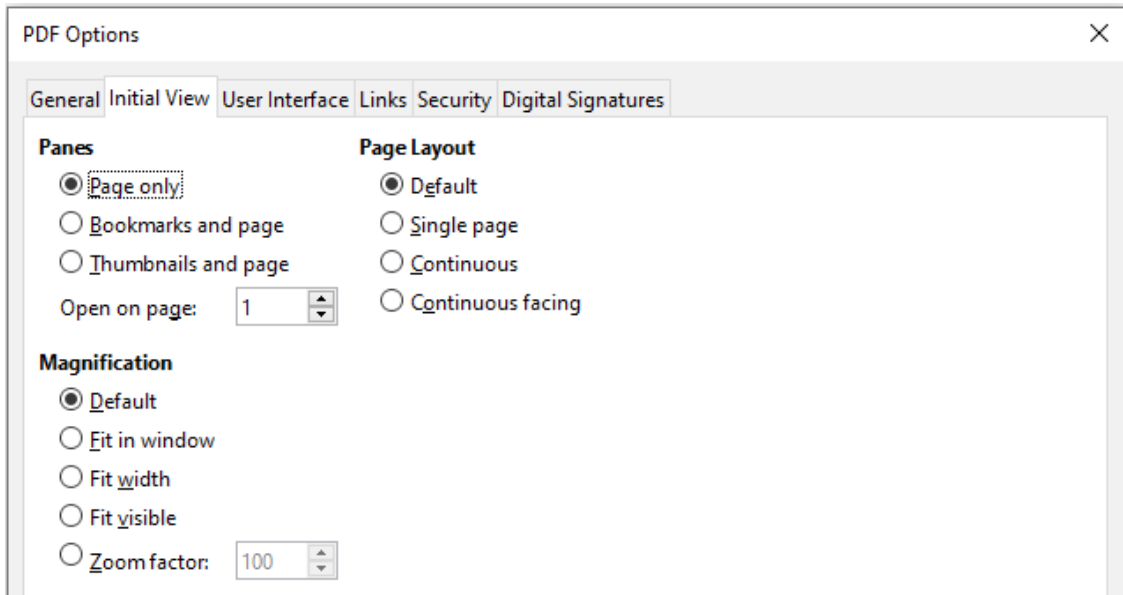 PDF Options
General Initial View User Interface Links Security Digital Signatures
Panes
Page only
Bookmarks and page
Thumbnails and page
Open on page: 1
Page Layout
Default
Single page
Continuous
Continuous facing
Magnification
Default
Fit in window
Fit width
Fit visible
Zoom factor: 100